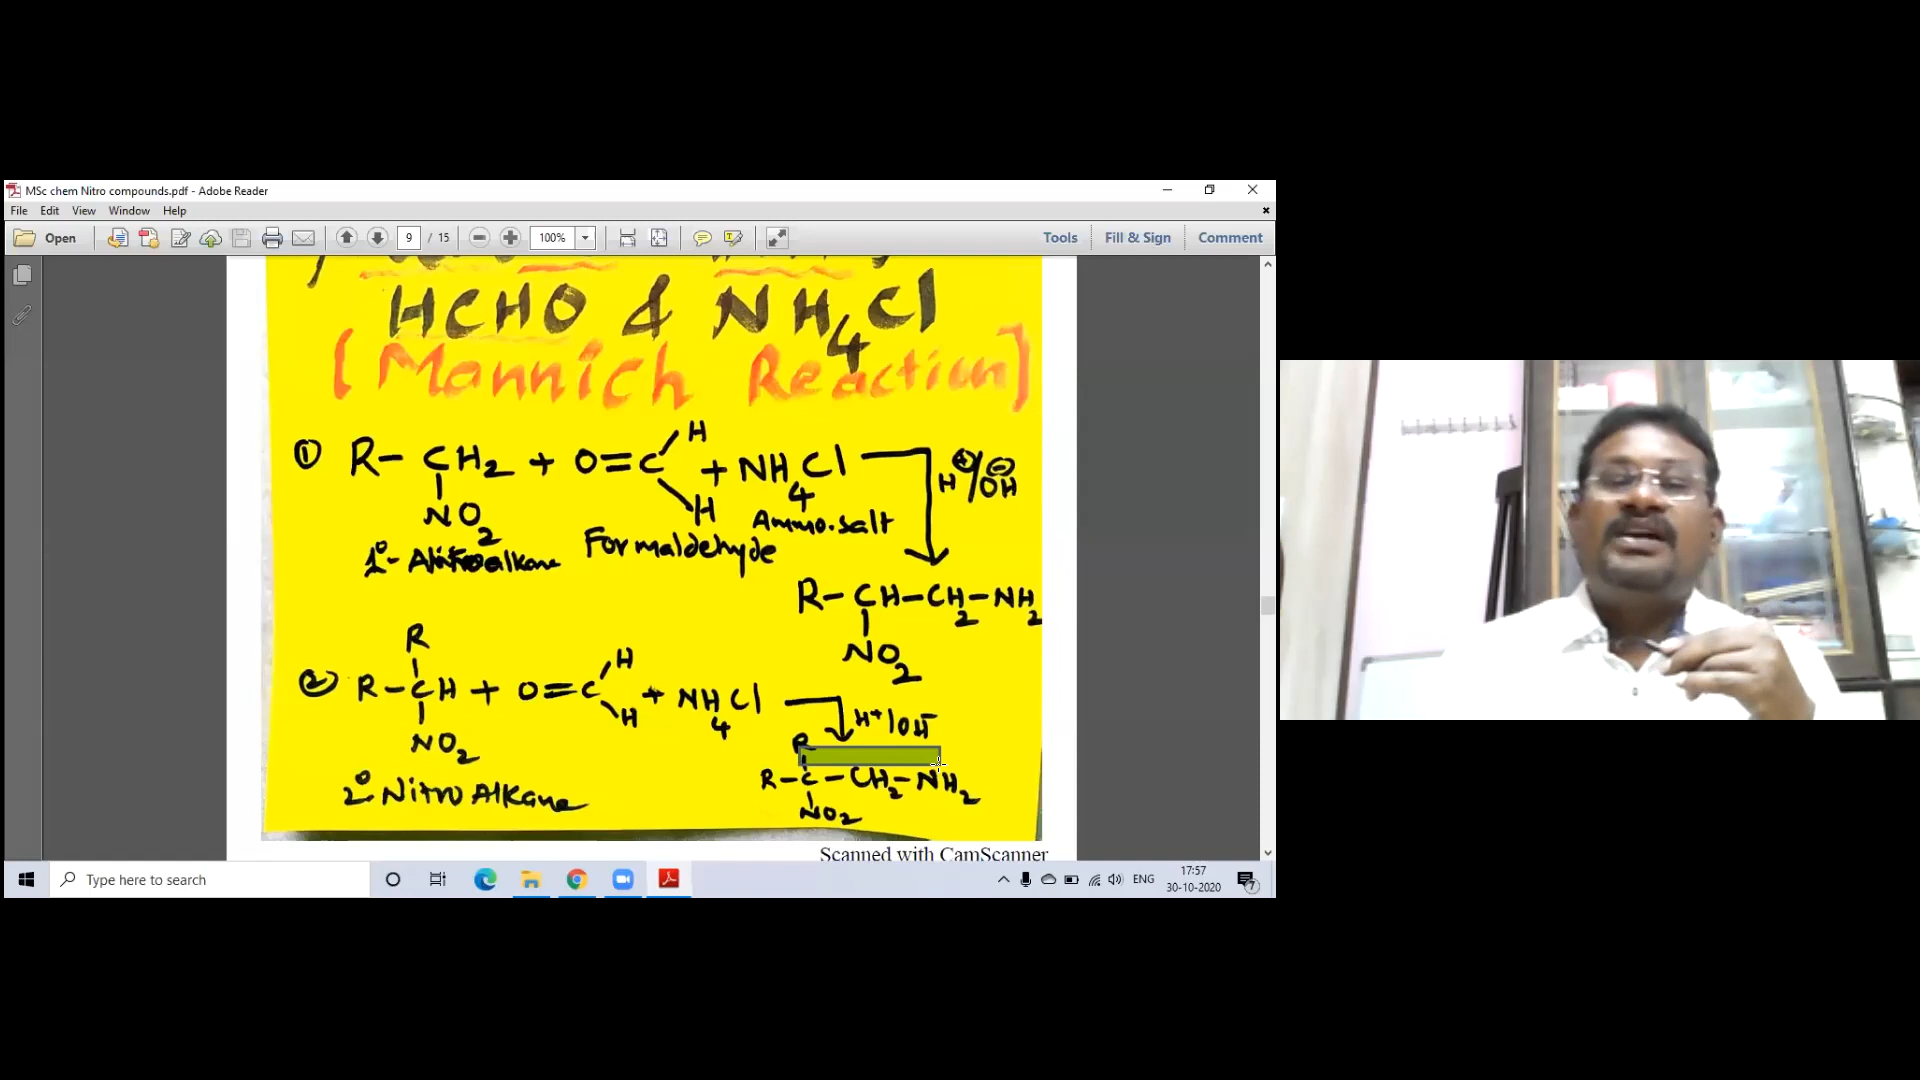 MSc chem Nitro compounds.pdf - Adobe Reader
File Edit View Window Help
Open 9 / 15 100% Tools Fill & Sign Comment
HCHO & NH4Cl
[Mannich Reaction]
① R- CH2 + O=C H + NH4Cl H⊕/⊖OH
NO2 H Ammo.salt
1°- Nitroalkane Formaldehyde
R-CH-CH2-NH2
NO2
R
② R-CH + O=C H + NH4Cl H+/OH-
NO2 H
2° Nitro Alkane
R
R-C-CH2-NH2
NO2
Scanned with CamScanner
Type here to search
ENG
17:57
30-10-2020
7